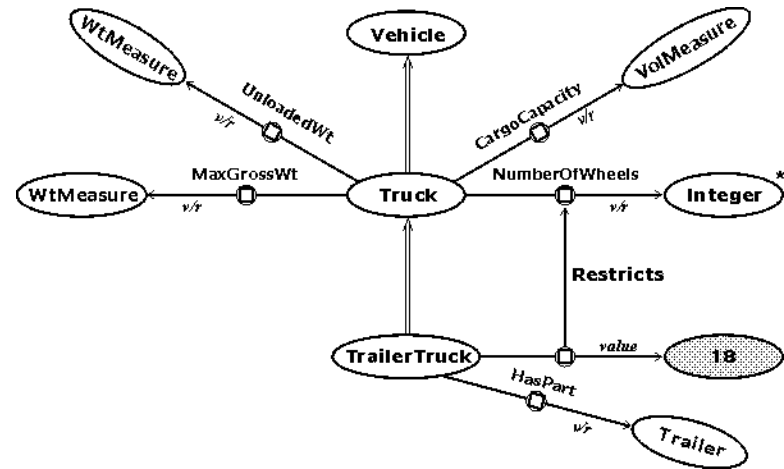 Vehicle
WtMeasure
VolMeasure
UnloadedWt
CargoCapacity
v/r
v/r
MaxGrossWt
NumberOfWheels
WtMeasure
Truck
Integer
*
v/r
v/r
Restricts
TrailerTruck
value
18
HasPart
v/r
Trailer